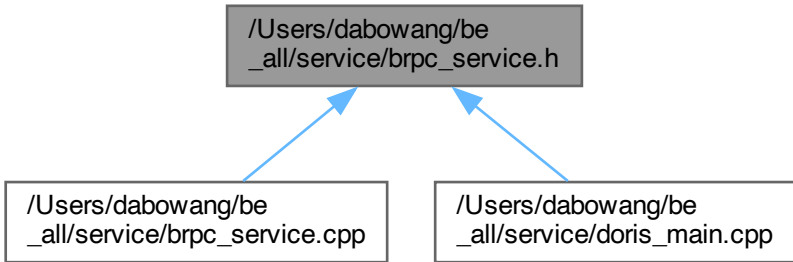 /Users/dabowang/be
_all/service/brpc_service.h
/Users/dabowang/be
_all/service/brpc_service.cpp
/Users/dabowang/be
_all/service/doris_main.cpp